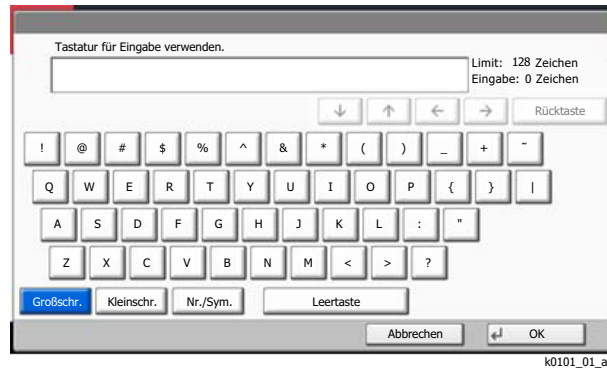 Tastatur für Eingabe verwenden.
Limit: 128 Zeichen
Eingabe: 0 Zeichen
↓ ↑ ← → Rücktaste
! @ # $ % ^ & * ( ) _ + ~
Q W E R T Y U I O P { } |
A S D F G H J K L : "
Z X C V B N M < > ?
Großschr. Kleinschr. Nr./Sym. Leertaste
Abbrechen OK
k0101_01_a